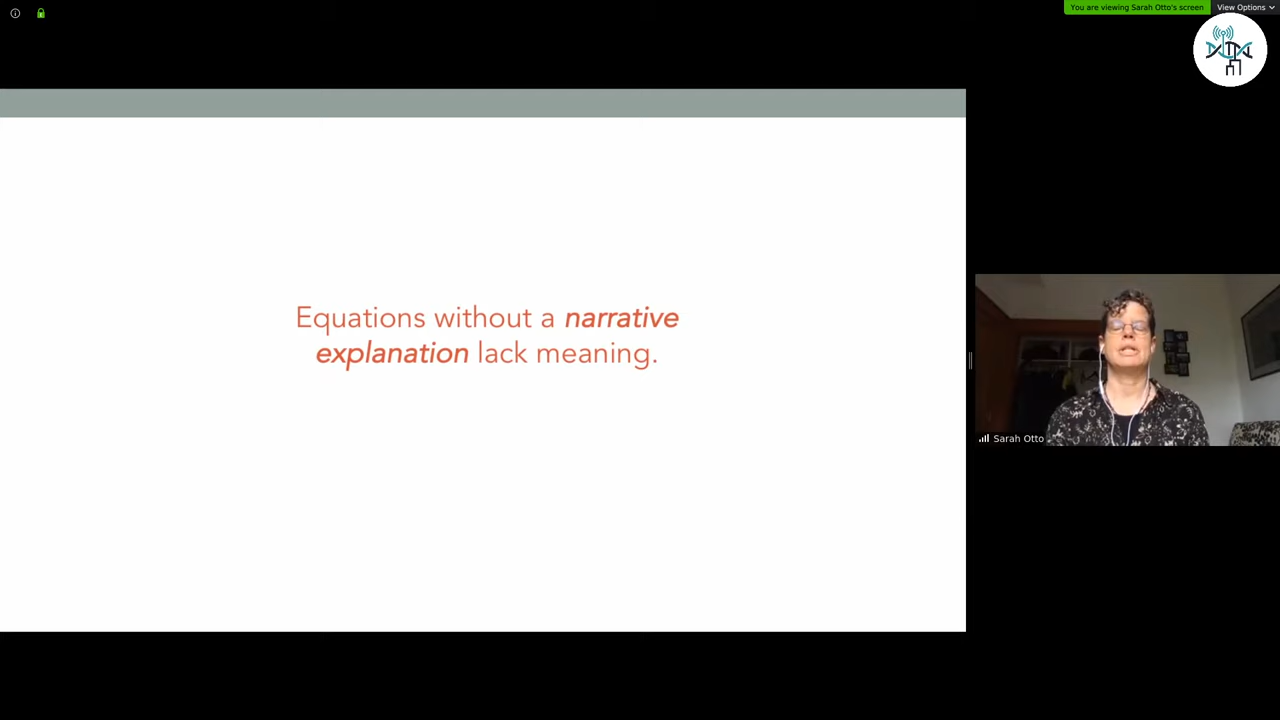 You are viewing Sarah Otto's screen
View Options
Equations without a narrative
explanation lack meaning.
Sarah Otto